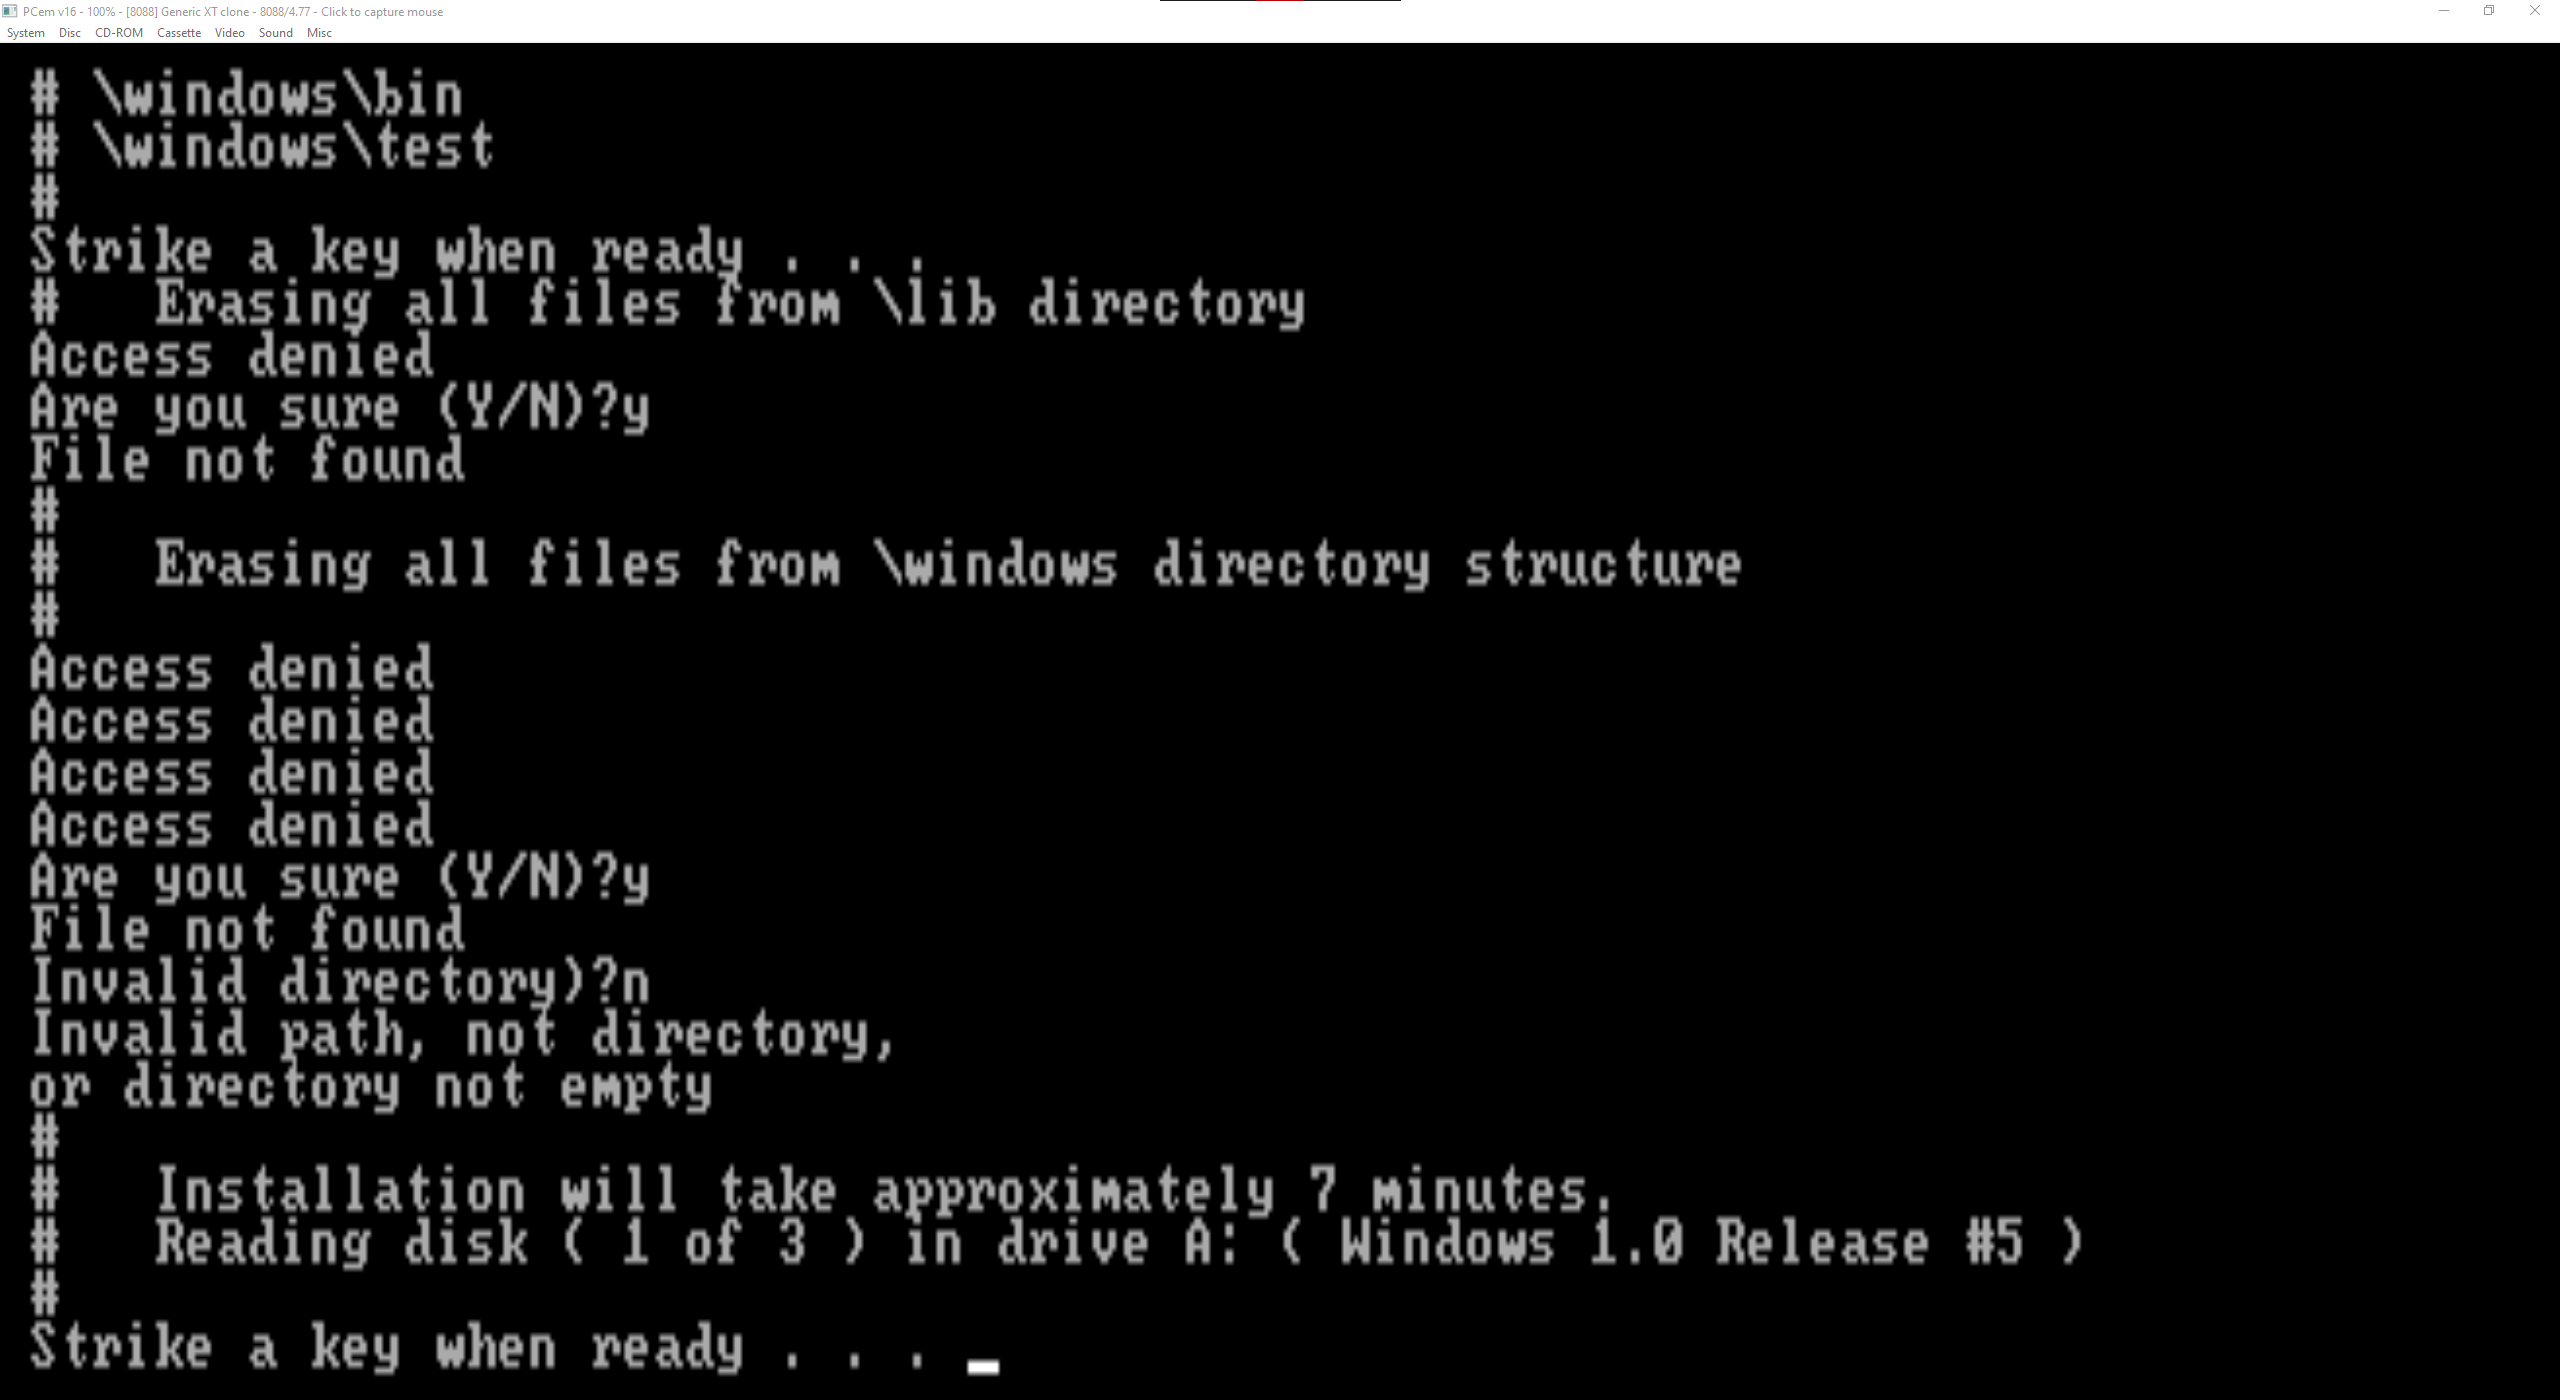 PCem v16 - 100% - [8088] Generic XT clone - 8088/4.77 - Click to capture mouse
System Disc CD-ROM Cassette Video Sound Misc
# \windows\bin
# \windows\test
#
Strike a key when ready . . .
#   Erasing all files from \lib directory
Access denied
Are you sure (Y/N)?y
File not found
#
#   Erasing all files from \windows directory structure
#
Access denied
Access denied
Access denied
Access denied
Are you sure (Y/N)?y
File not found
Invalid directory)?n
Invalid path, not directory,
or directory not empty
#
#   Installation will take approximately 7 minutes.
#   Reading disk ( 1 of 3 ) in drive A: ( Windows 1.0 Release #5 )
#
Strike a key when ready . . . _